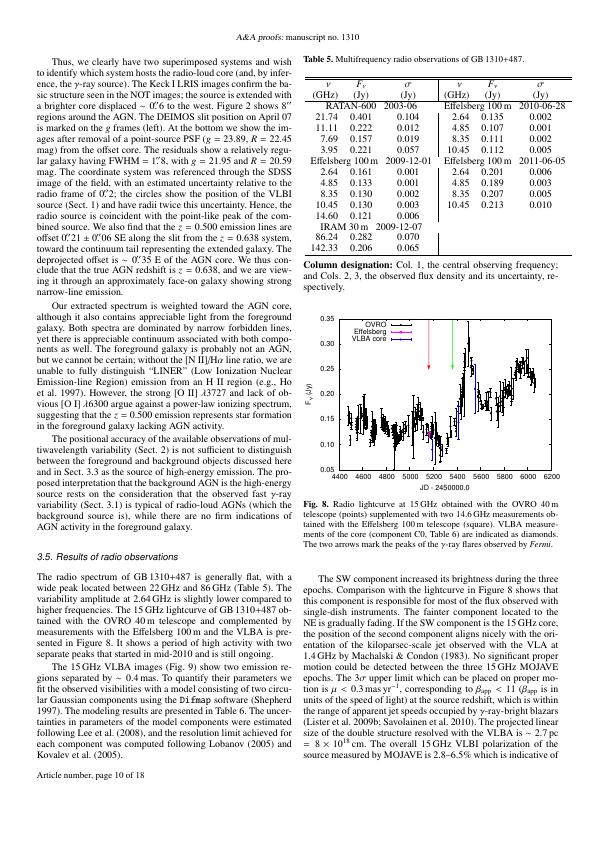 A&A proofs: manuscript no. 1310
Thus, we clearly have two superimposed systems and wish
to identify which system hosts the radio-loud core (and, by infer-
ence, the γ-ray source). The Keck I LRIS images confirm the ba-
sic structure seen in the NOT images; the source is extended with
a brighter core displaced ∼ 0″.6 to the west. Figure 2 shows 8″
regions around the AGN. The DEIMOS slit position on April 07
is marked on the g frames (left). At the bottom we show the im-
ages after removal of a point-source PSF (g = 23.89, R = 22.45
mag) from the offset core. The residuals show a relatively regu-
lar galaxy having FWHM = 1″.8, with g = 21.95 and R = 20.59
mag. The coordinate system was referenced through the SDSS
image of the field, with an estimated uncertainty relative to the
radio frame of 0″.2; the circles show the position of the VLBI
source (Sect. 1) and have radii twice this uncertainty. Hence, the
radio source is coincident with the point-like peak of the com-
bined source. We also find that the z = 0.500 emission lines are
offset 0″.21 ± 0″.06 SE along the slit from the z = 0.638 system,
toward the continuum tail representing the extended galaxy. The
deprojected offset is ∼ 0″.35 E of the AGN core. We thus con-
clude that the true AGN redshift is z = 0.638, and we are view-
ing it through an approximately face-on galaxy showing strong
narrow-line emission.
Our extracted spectrum is weighted toward the AGN core,
although it also contains appreciable light from the foreground
galaxy. Both spectra are dominated by narrow forbidden lines,
yet there is appreciable continuum associated with both compo-
nents as well. The foreground galaxy is probably not an AGN,
but we cannot be certain; without the [N II]/Hα line ratio, we are
unable to fully distinguish “LINER” (Low Ionization Nuclear
Emission-line Region) emission from an H II region (e.g., Ho
et al. 1997). However, the strong [O II] λ3727 and lack of ob-
vious [O I] λ6300 argue against a power-law ionizing spectrum,
suggesting that the z = 0.500 emission represents star formation
in the foreground galaxy lacking AGN activity.
The positional accuracy of the available observations of mul-
tiwavelength variability (Sect. 2) is not sufficient to distinguish
between the foreground and background objects discussed here
and in Sect. 3.3 as the source of high-energy emission. The pro-
posed interpretation that the background AGN is the high-energy
source rests on the consideration that the observed fast γ-ray
variability (Sect. 3.1) is typical of radio-loud AGNs (which the
background source is), while there are no firm indications of
AGN activity in the foreground galaxy.
3.5. Results of radio observations
The radio spectrum of GB 1310+487 is generally flat, with a
wide peak located between 22 GHz and 86 GHz (Table 5). The
variability amplitude at 2.64 GHz is slightly lower compared to
higher frequencies. The 15 GHz lightcurve of GB 1310+487 ob-
tained with the OVRO 40 m telescope and complemented by
measurements with the Effelsberg 100 m and the VLBA is pre-
sented in Figure 8. It shows a period of high activity with two
separate peaks that started in mid-2010 and is still ongoing.
The 15 GHz VLBA images (Fig. 9) show two emission re-
gions separated by ∼ 0.4 mas. To quantify their parameters we
fit the observed visibilities with a model consisting of two circu-
lar Gaussian components using the Difmap software (Shepherd
1997). The modeling results are presented in Table 6. The uncer-
tainties in parameters of the model components were estimated
following Lee et al. (2008), and the resolution limit achieved for
each component was computed following Lobanov (2005) and
Kovalev et al. (2005).
Article number, page 10 of 18
Table 5. Multifrequency radio observations of GB 1310+487.
ν Fν σ ν Fν σ
(GHz) (Jy) (Jy) (GHz) (Jy) (Jy)
RATAN-600 2003-06 Effelsberg 100 m 2010-06-28
21.74 0.401 0.104 2.64 0.135 0.002
11.11 0.222 0.012 4.85 0.107 0.001
7.69 0.157 0.019 8.35 0.111 0.002
3.95 0.221 0.057 10.45 0.112 0.005
Effelsberg 100 m 2009-12-01 Effelsberg 100 m 2011-06-05
2.64 0.161 0.001 2.64 0.201 0.006
4.85 0.133 0.001 4.85 0.189 0.003
8.35 0.130 0.002 8.35 0.207 0.005
10.45 0.130 0.003 10.45 0.213 0.010
14.60 0.121 0.006
IRAM 30 m 2009-12-07
86.24 0.282 0.070
142.33 0.206 0.065
Column designation: Col. 1, the central observing frequency;
and Cols. 2, 3, the observed flux density and its uncertainty, re-
spectively.
0.35
0.30
0.25
0.20
0.15
0.10
0.05
Fν (Jy)
OVRO
Effelsberg
VLBA core
4400 4600 4800 5000 5200 5400 5600 5800 6000 6200
JD - 2450000.0
Fig. 8. Radio lightcurve at 15 GHz obtained with the OVRO 40 m
telescope (points) supplemented with two 14.6 GHz measurements ob-
tained with the Effelsberg 100 m telescope (square). VLBA measure-
ments of the core (component C0, Table 6) are indicated as diamonds.
The two arrows mark the peaks of the γ-ray flares observed by Fermi.
The SW component increased its brightness during the three
epochs. Comparison with the lightcurve in Figure 8 shows that
this component is responsible for most of the flux observed with
single-dish instruments. The fainter component located to the
NE is gradually fading. If the SW component is the 15 GHz core,
the position of the second component aligns nicely with the ori-
entation of the kiloparsec-scale jet observed with the VLA at
1.4 GHz by Machalski & Condon (1983). No significant proper
motion could be detected between the three 15 GHz MOJAVE
epochs. The 3σ upper limit which can be placed on proper mo-
tion is μ < 0.3 mas yr⁻¹, corresponding to βapp < 11 (βapp is in
units of the speed of light) at the source redshift, which is within
the range of apparent jet speeds occupied by γ-ray-bright blazars
(Lister et al. 2009b; Savolainen et al. 2010). The projected linear
size of the double structure resolved with the VLBA is ∼ 2.7 pc
= 8 × 10¹⁸ cm. The overall 15 GHz VLBI polarization of the
source measured by MOJAVE is 2.8–6.5% which is indicative of